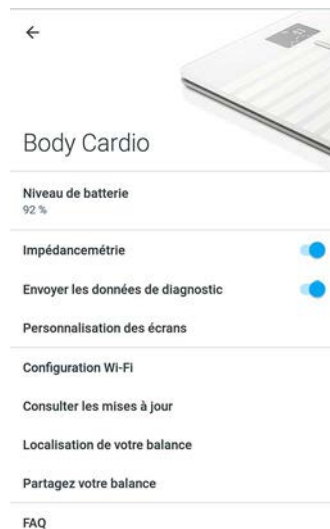 Body Cardio
Niveau de batterie
92 %
Impédancemétrie
Envoyer les données de diagnostic
Personnalisation des écrans
Configuration Wi-Fi
Consulter les mises à jour
Localisation de votre balance
Partagez votre balance
FAQ